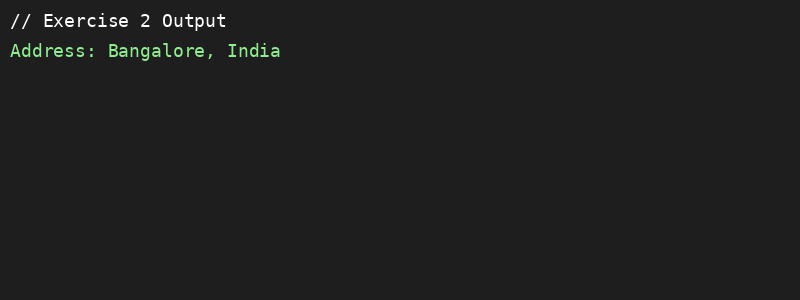 // Exercise 2 Output
Address: Bangalore, India